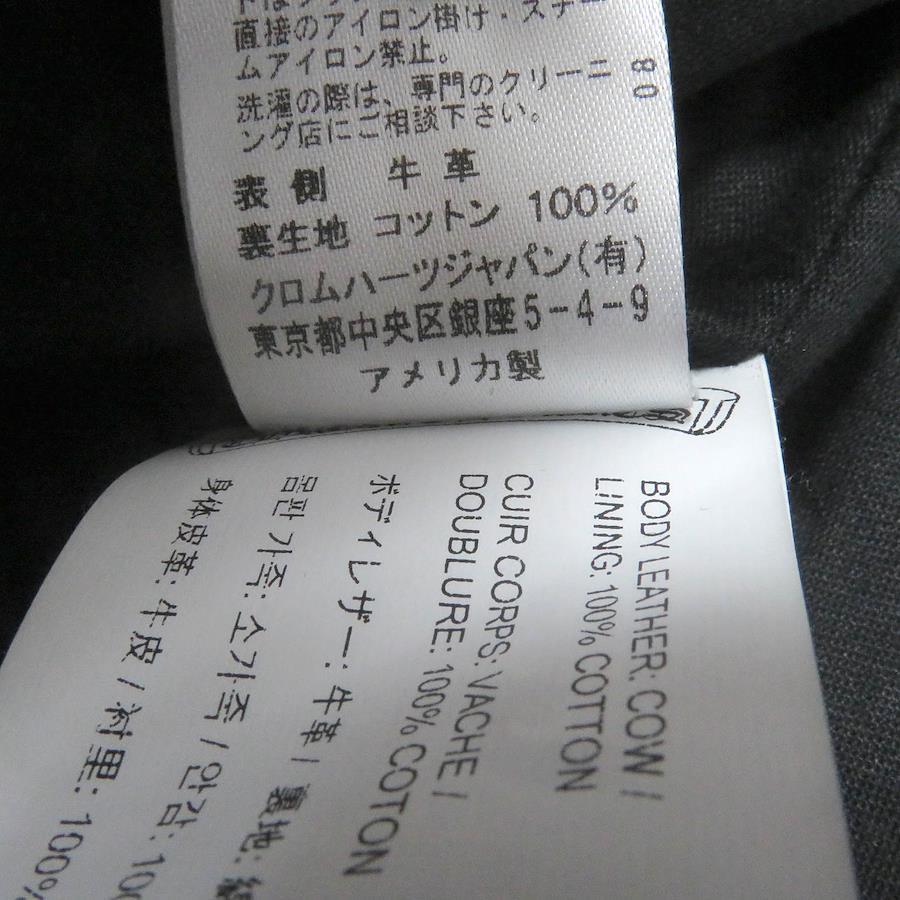 直接のアイロン掛け・スチー
ムアイロン禁止。
洗濯の際は、専門のクリーニ
ング店にご相談下さい。
80
表側 牛革
裏生地 コットン 100%
クロムハーツジャパン(有)
東京都中央区銀座5-4-9
アメリカ製
BODY LEATHER: COW /
LINING: 100% COTTON
CUIR CORPS: VACHE /
DOUBLURE: 100% COTON
ボディレザー: 牛革 / 裏地: 綿
몸판 가죽: 소가죽 / 안감: 10
身体皮革: 牛皮 / 衬里: 100%